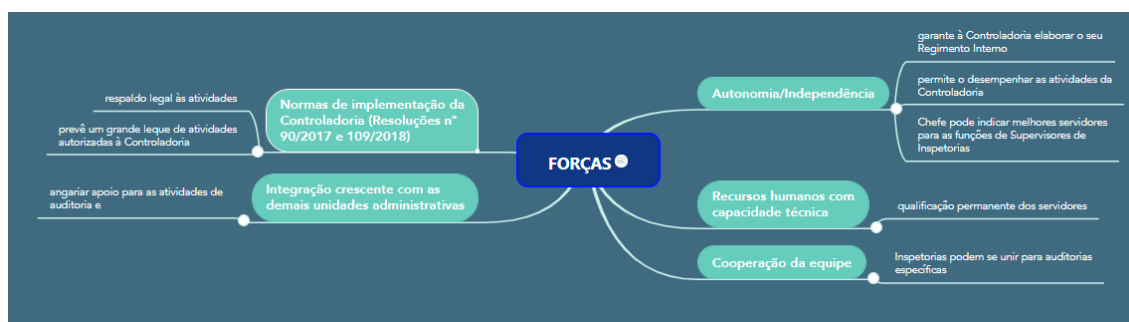 FORÇAS
Autonomia/Independência
garante à Controladoria elaborar o seu
Regimento Interno
permite o desempenhar as atividades da
Controladoria
Chefe pode indicar melhores servidores
para as funções de Supervisores de
Inspetorias
Recursos humanos com
capacidade técnica
qualificação permanente dos servidores
Cooperação da equipe
Inspetorias podem se unir para auditorias
específicas
Normas de implementação da
Controladoria (Resoluções n°
90/2017 e 109/2018)
respaldo legal às atividades
prevê um grande leque de atividades
autorizadas à Controladoria
Integração crescente com as
demais unidades administrativas
angariar apoio para as atividades de
auditoria e